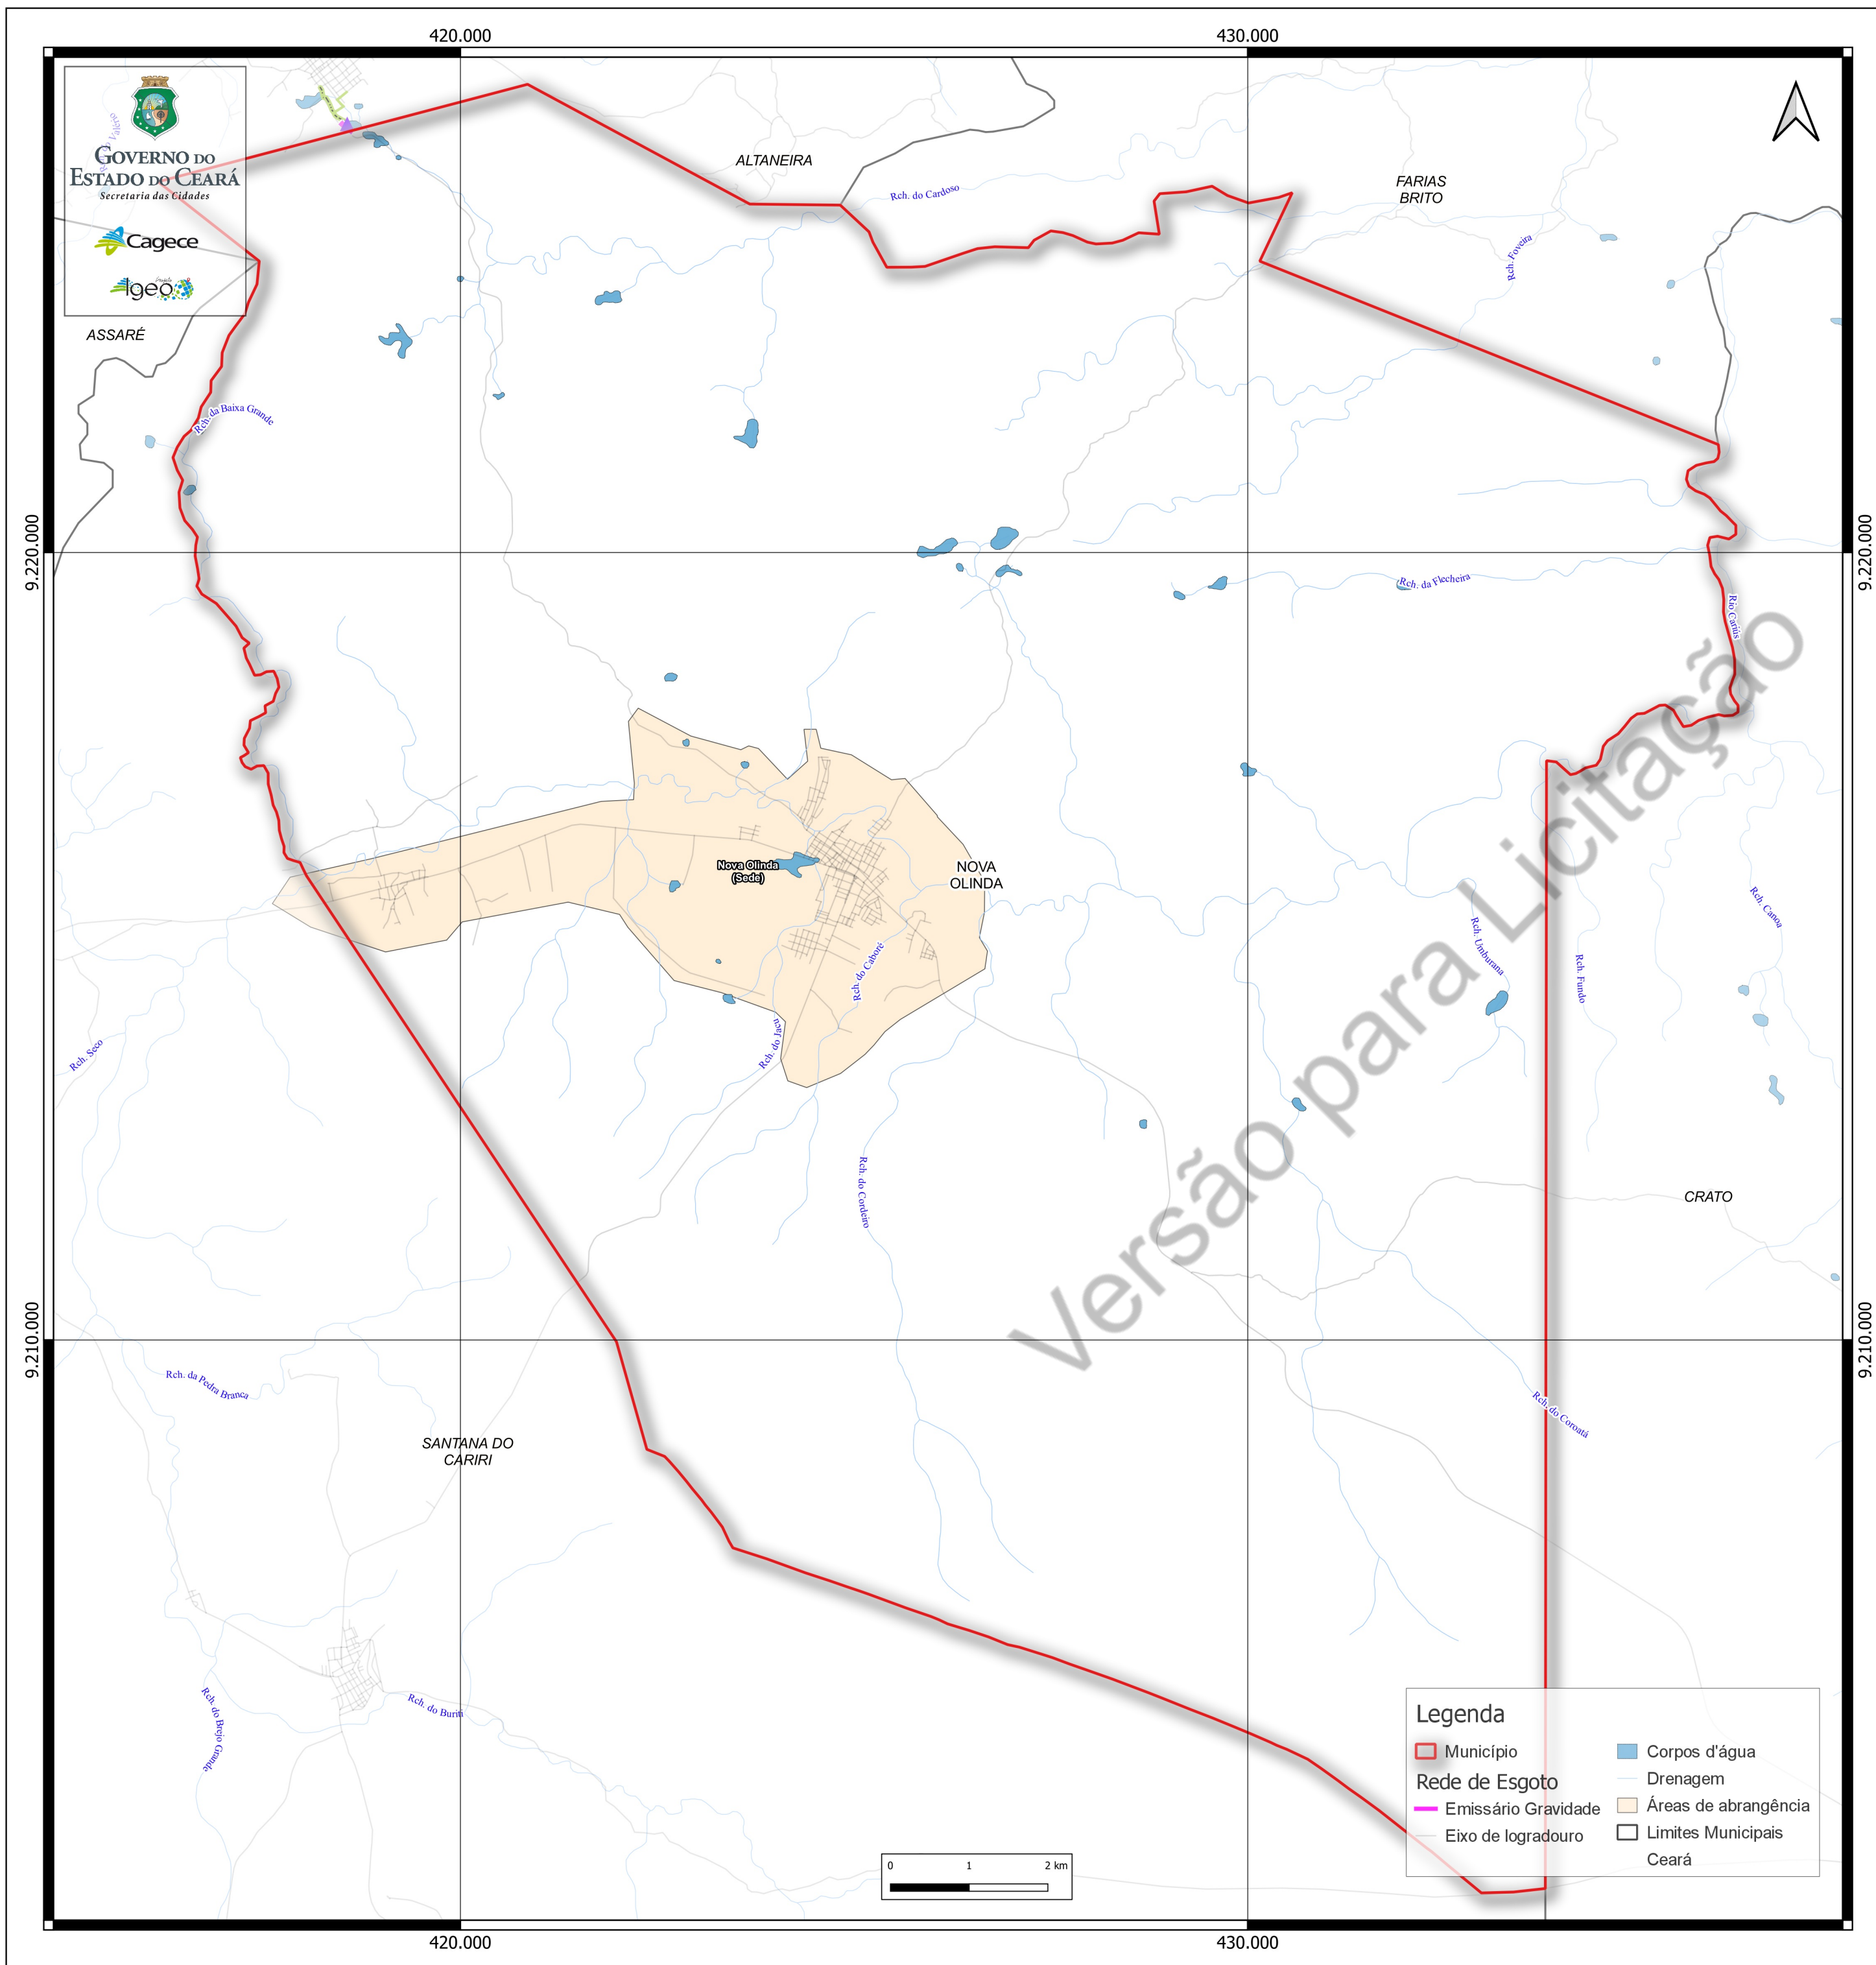 420.000
430.000
GOVERNO DO
ESTADO DO CEARÁ
Secretaria das Cidades
Cagece
Projeto
Igeo
ALTANEIRA
FARIAS
BRITO
Rch. do Cardoso
Rch. Foveira
ASSARÉ
Rch. da Baixa Grande
9.220.000
9.220.000
Rch. da Flecheira
Rio Cariús
Nova Olinda
(Sede)
NOVA
OLINDA
Rch. Canoa
Rch. Umburana
Rch. do Caboré
Rch. Fundo
Rch. Seco
Rch. do Jacu
Rch. do Cordeiro
CRATO
Versão para Licitação
9.210.000
9.210.000
Rch. da Pedra Branca
Rch. do Coroatá
SANTANA DO
CARIRI
Rch. do Brejo Grande
Rch. do Buriti
Legenda
Município
Rede de Esgoto
Emissário Gravidade
Eixo de logradouro
Corpos d'água
Drenagem
Áreas de abrangência
Limites Municipais
Ceará
0 1 2 km
420.000
430.000